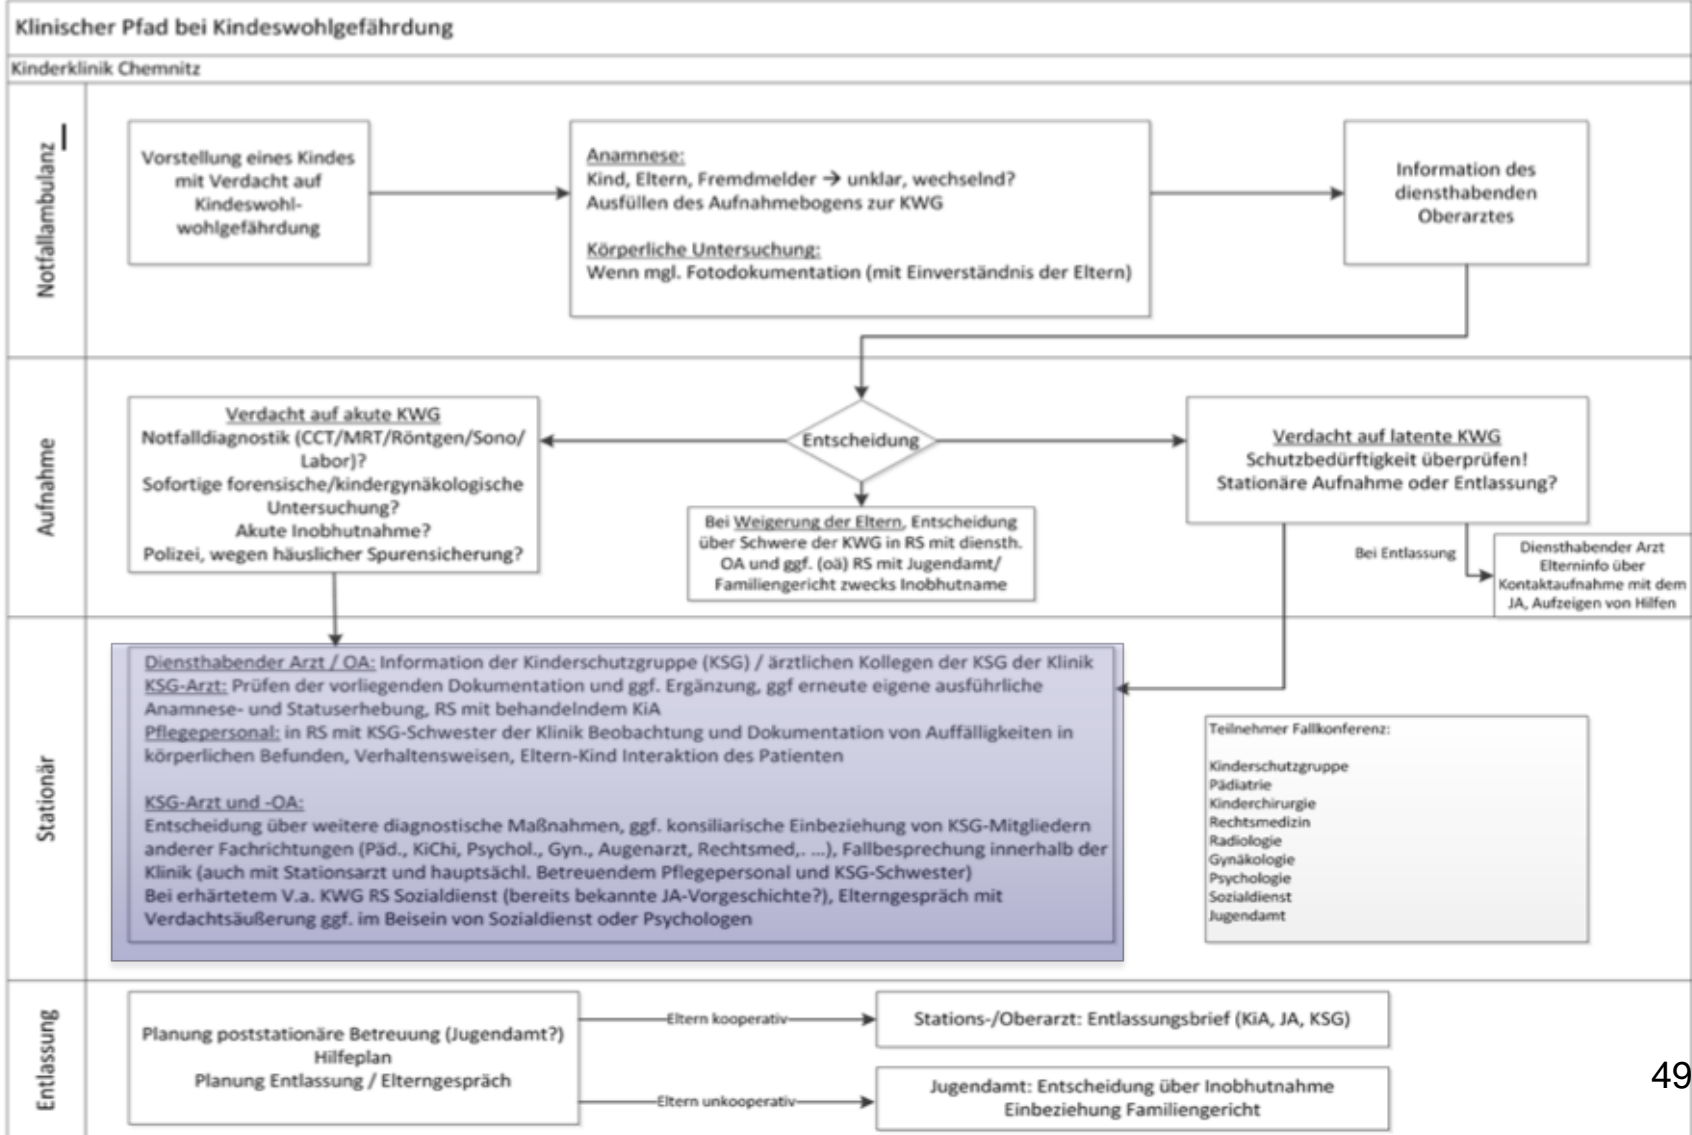 Klinischer Pfad bei Kindeswohlgefährdung
Kinderklinik Chemnitz
Notfallambulanz
Vorstellung eines Kindes
mit Verdacht auf
Kindeswohl-
wohlgefährdung
Anamnese:
Kind, Eltern, Fremdmelder → unklar, wechselnd?
Ausfüllen des Aufnahmebogens zur KWG
Körperliche Untersuchung:
Wenn mgl. Fotodokumentation (mit Einverständnis der Eltern)
Information des
diensthabenden
Oberarztes
Aufnahme
Verdacht auf akute KWG
Notfalldiagnostik (CCT/MRT/Röntgen/Sono/
Labor)?
Sofortige forensische/kindergynäkologische
Untersuchung?
Akute Inobhutnahme?
Polizei, wegen häuslicher Spurensicherung?
Entscheidung
Bei Weigerung der Eltern, Entscheidung
über Schwere der KWG in RS mit diensth.
OA und ggf. (oä) RS mit Jugendamt/
Familiengericht zwecks Inobhutname
Verdacht auf latente KWG
Schutzbedürftigkeit überprüfen!
Stationäre Aufnahme oder Entlassung?
Bei Entlassung
Diensthabender Arzt
Elterninfo über
Kontaktaufnahme mit dem
JA, Aufzeigen von Hilfen
Stationär
Diensthabender Arzt / OA: Information der Kinderschutzgruppe (KSG) / ärztlichen Kollegen der KSG der Klinik
KSG-Arzt: Prüfen der vorliegenden Dokumentation und ggf. Ergänzung, ggf erneute eigene ausführliche
Anamnese- und Statuserhebung, RS mit behandelndem KiA
Pflegepersonal: in RS mit KSG-Schwester der Klinik Beobachtung und Dokumentation von Auffälligkeiten in
körperlichen Befunden, Verhaltensweisen, Eltern-Kind Interaktion des Patienten
KSG-Arzt und -OA:
Entscheidung über weitere diagnostische Maßnahmen, ggf. konsiliarische Einbeziehung von KSG-Mitgliedern
anderer Fachrichtungen (Päd., KiChi, Psychol., Gyn., Augenarzt, Rechtsmed,. ...), Fallbesprechung innerhalb der
Klinik (auch mit Stationsarzt und hauptsächl. Betreuendem Pflegepersonal und KSG-Schwester)
Bei erhärtetem V.a. KWG RS Sozialdienst (bereits bekannte JA-Vorgeschichte?), Elterngespräch mit
Verdachtsäußerung ggf. im Beisein von Sozialdienst oder Psychologen
Teilnehmer Fallkonferenz:
Kinderschutzgruppe
Pädiatrie
Kinderchirurgie
Rechtsmedizin
Radiologie
Gynäkologie
Psychologie
Sozialdienst
Jugendamt
Entlassung
Planung poststationäre Betreuung (Jugendamt?)
Hilfeplan
Planung Entlassung / Elterngespräch
Eltern kooperativ
Stations-/Oberarzt: Entlassungsbrief (KiA, JA, KSG)
Eltern unkooperativ
Jugendamt: Entscheidung über Inobhutnahme
Einbeziehung Familiengericht
49